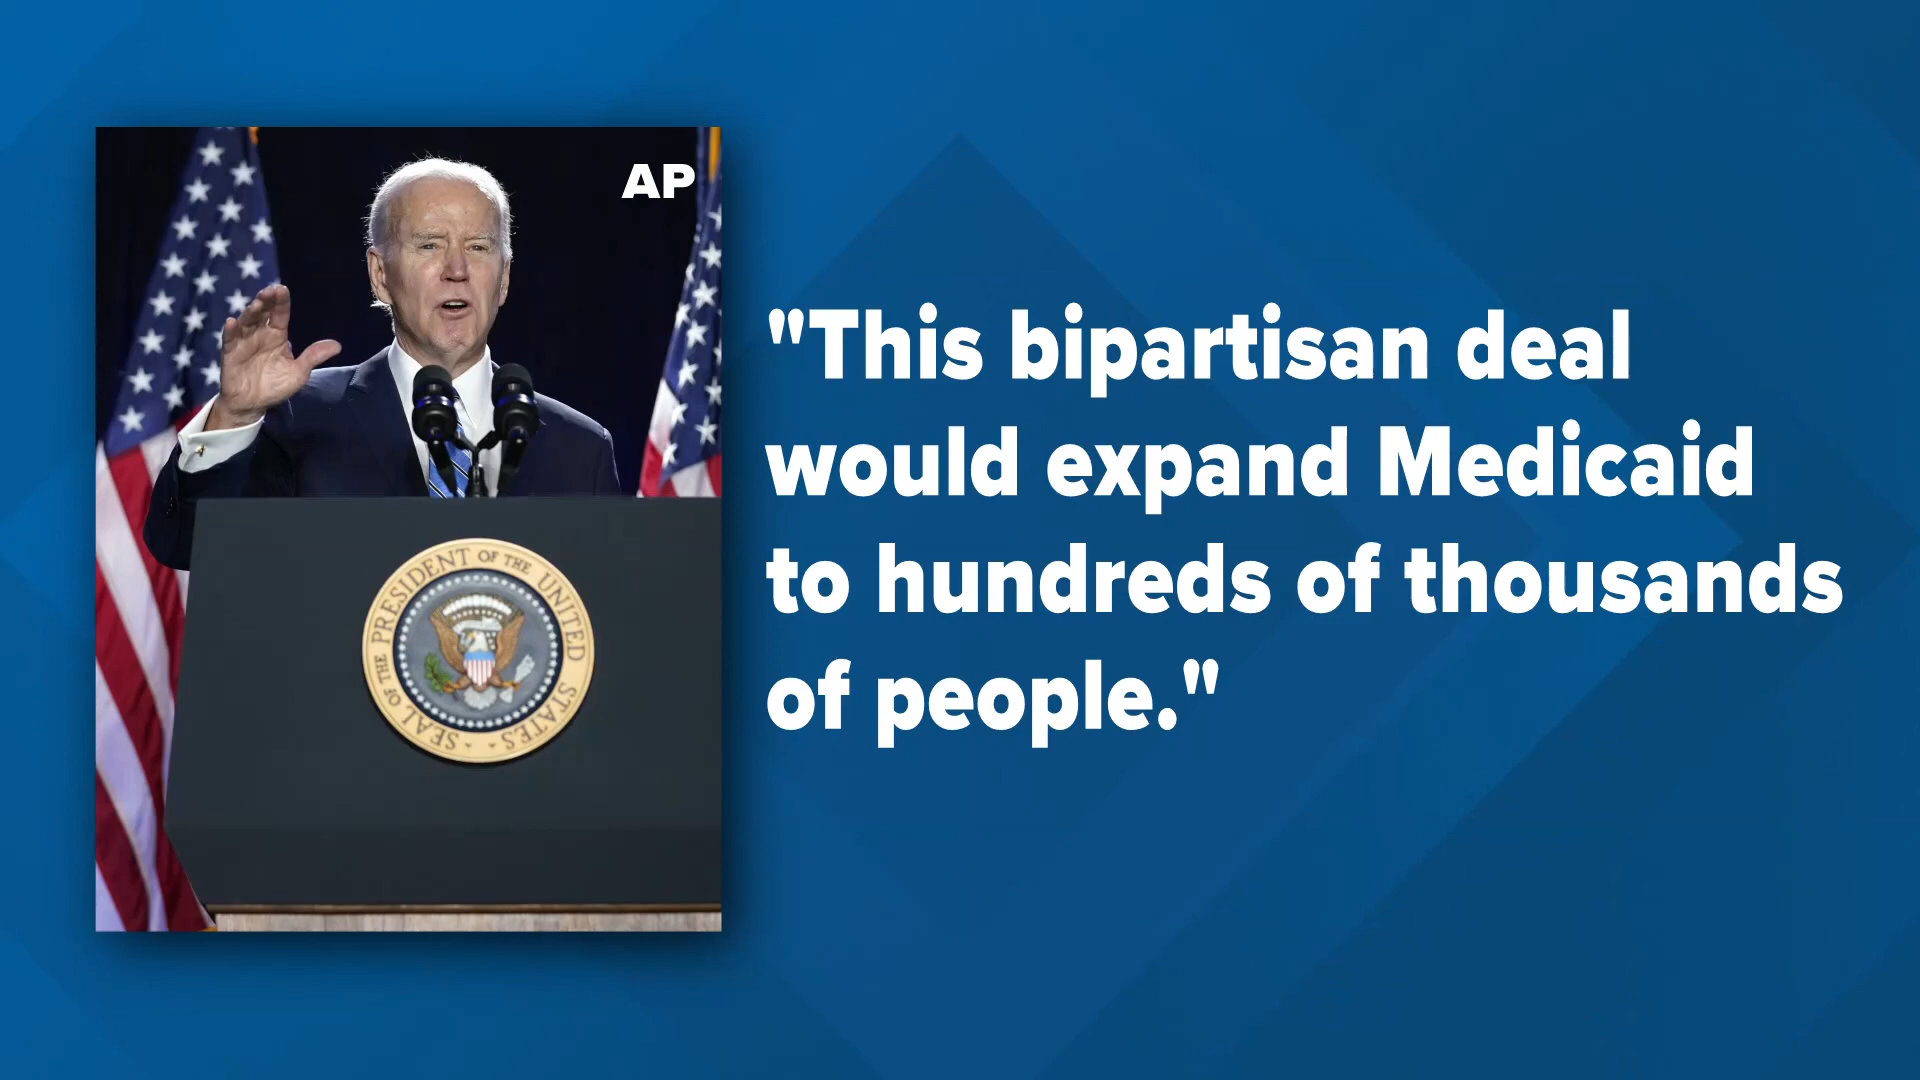 AP
"This bipartisan deal
would expand Medicaid
to hundreds of thousands
of people."
SEAL OF THE PRESIDENT OF THE UNITED STATES